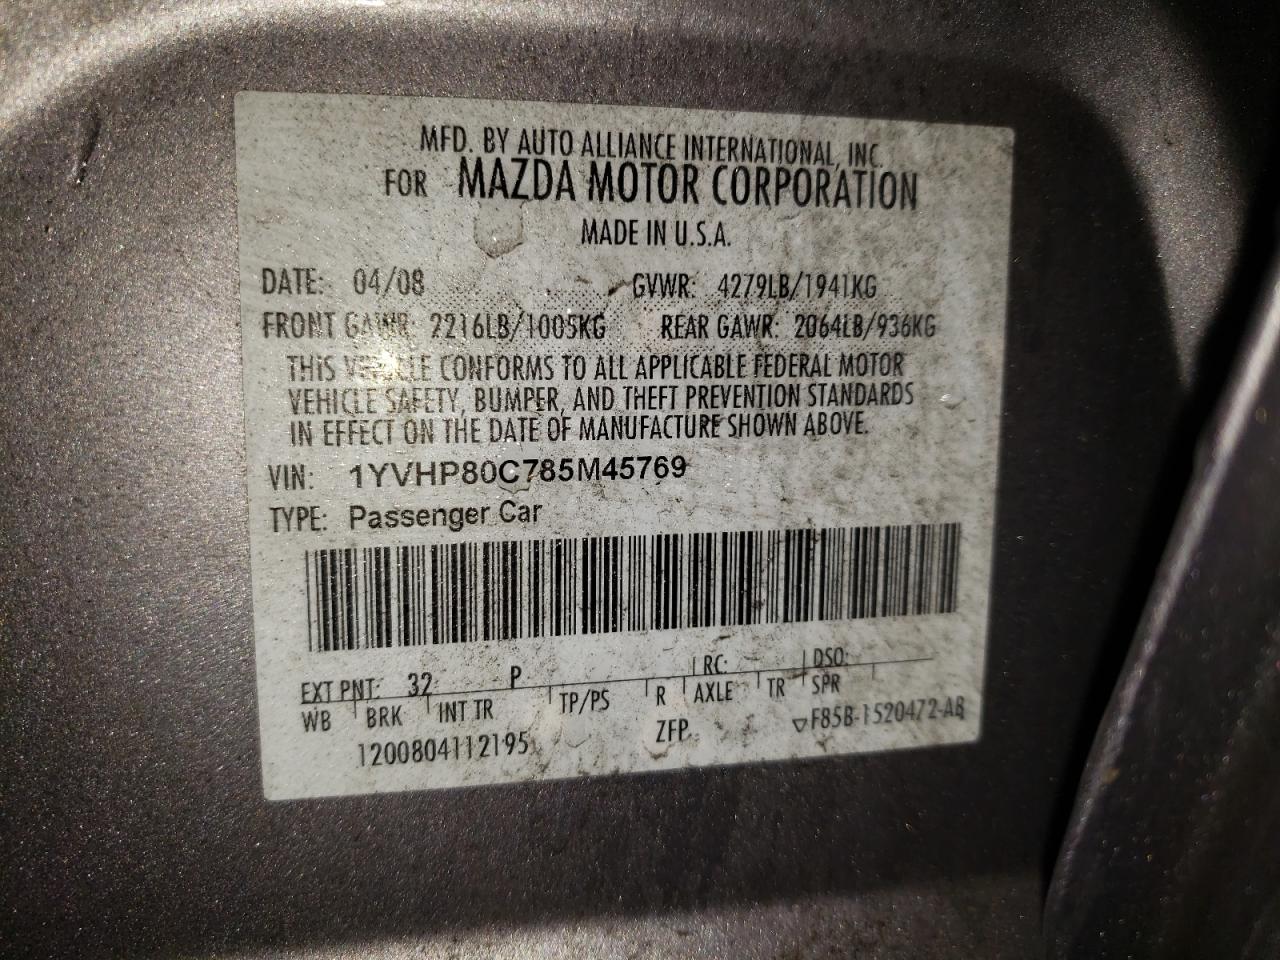 MFD. BY AUTO ALLIANCE INTERNATIONAL, INC.
FOR MAZDA MOTOR CORPORATION
MADE IN U.S.A.
DATE: 04/08 GVWR: 4279LB/1941KG
FRONT GAWR: 2216LB/1005KG REAR GAWR: 2064LB/936KG
THIS VEHICLE CONFORMS TO ALL APPLICABLE FEDERAL MOTOR
VEHICLE SAFETY, BUMPER, AND THEFT PREVENTION STANDARDS
IN EFFECT ON THE DATE OF MANUFACTURE SHOWN ABOVE.
VIN: 1YVHP80C785M45769
TYPE: Passenger Car
EXT PNT: 32 P RC: DSO:
WB BRK INT TR TP/PS R AXLE TR SPR
1200804112195 ZFP ▽F85B-1520472-AB